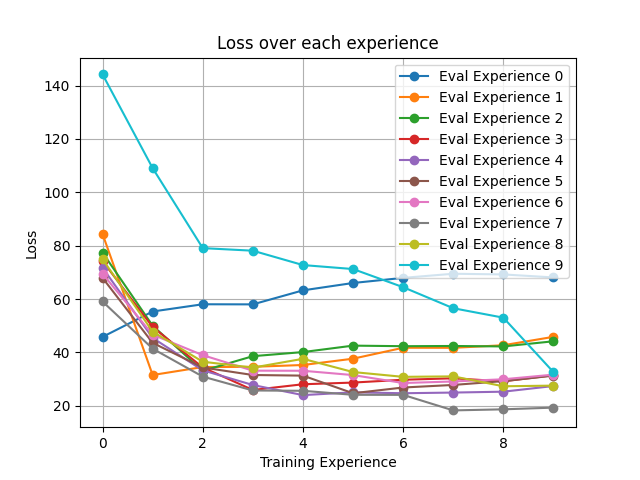 Loss over each experience
Loss
140
120
100
80
60
40
20
Eval Experience 0
Eval Experience 1
Eval Experience 2
Eval Experience 3
Eval Experience 4
Eval Experience 5
Eval Experience 6
Eval Experience 7
Eval Experience 8
Eval Experience 9
0 2 4 6 8
Training Experience